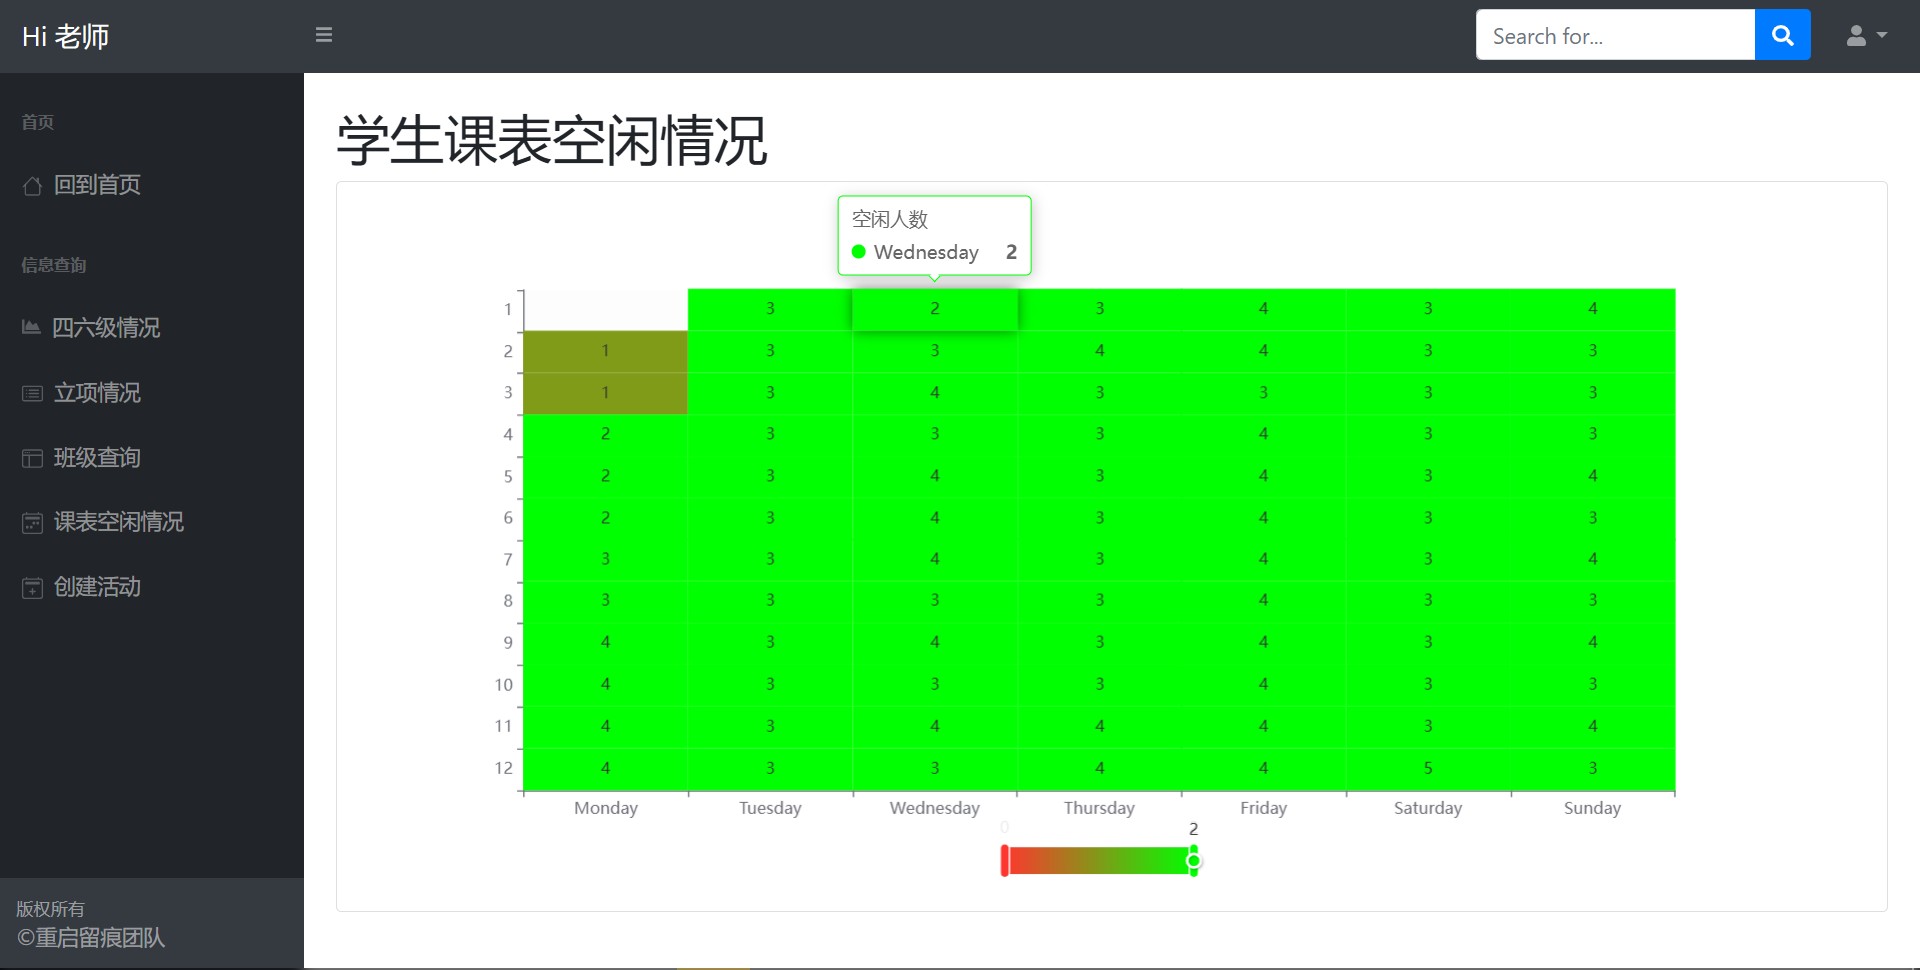 Hi 老师
Search for...
首页
回到首页
信息查询
四六级情况
立项情况
班级查询
课表空闲情况
创建活动
版权所有
©重启留痕团队
学生课表空闲情况
空闲人数
Wednesday 2
1 3 2 3 4 3 4
2 1 3 3 4 4 3 3
3 1 3 4 3 3 3 3
4 2 3 3 3 4 3 3
5 2 3 4 3 4 3 4
6 2 3 4 3 4 3 3
7 3 3 4 3 4 3 4
8 3 3 3 3 4 3 3
9 4 3 4 3 4 3 4
10 4 3 3 3 4 3 3
11 4 3 4 4 4 3 4
12 4 3 3 4 4 5 3
Monday Tuesday Wednesday Thursday Friday Saturday Sunday
0 2